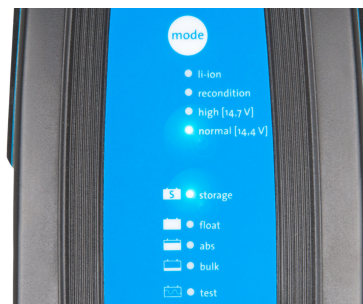 mode
li-ion
recondition
high [14,7 V]
normal [14,4 V]
S storage
float
abs
bulk
test